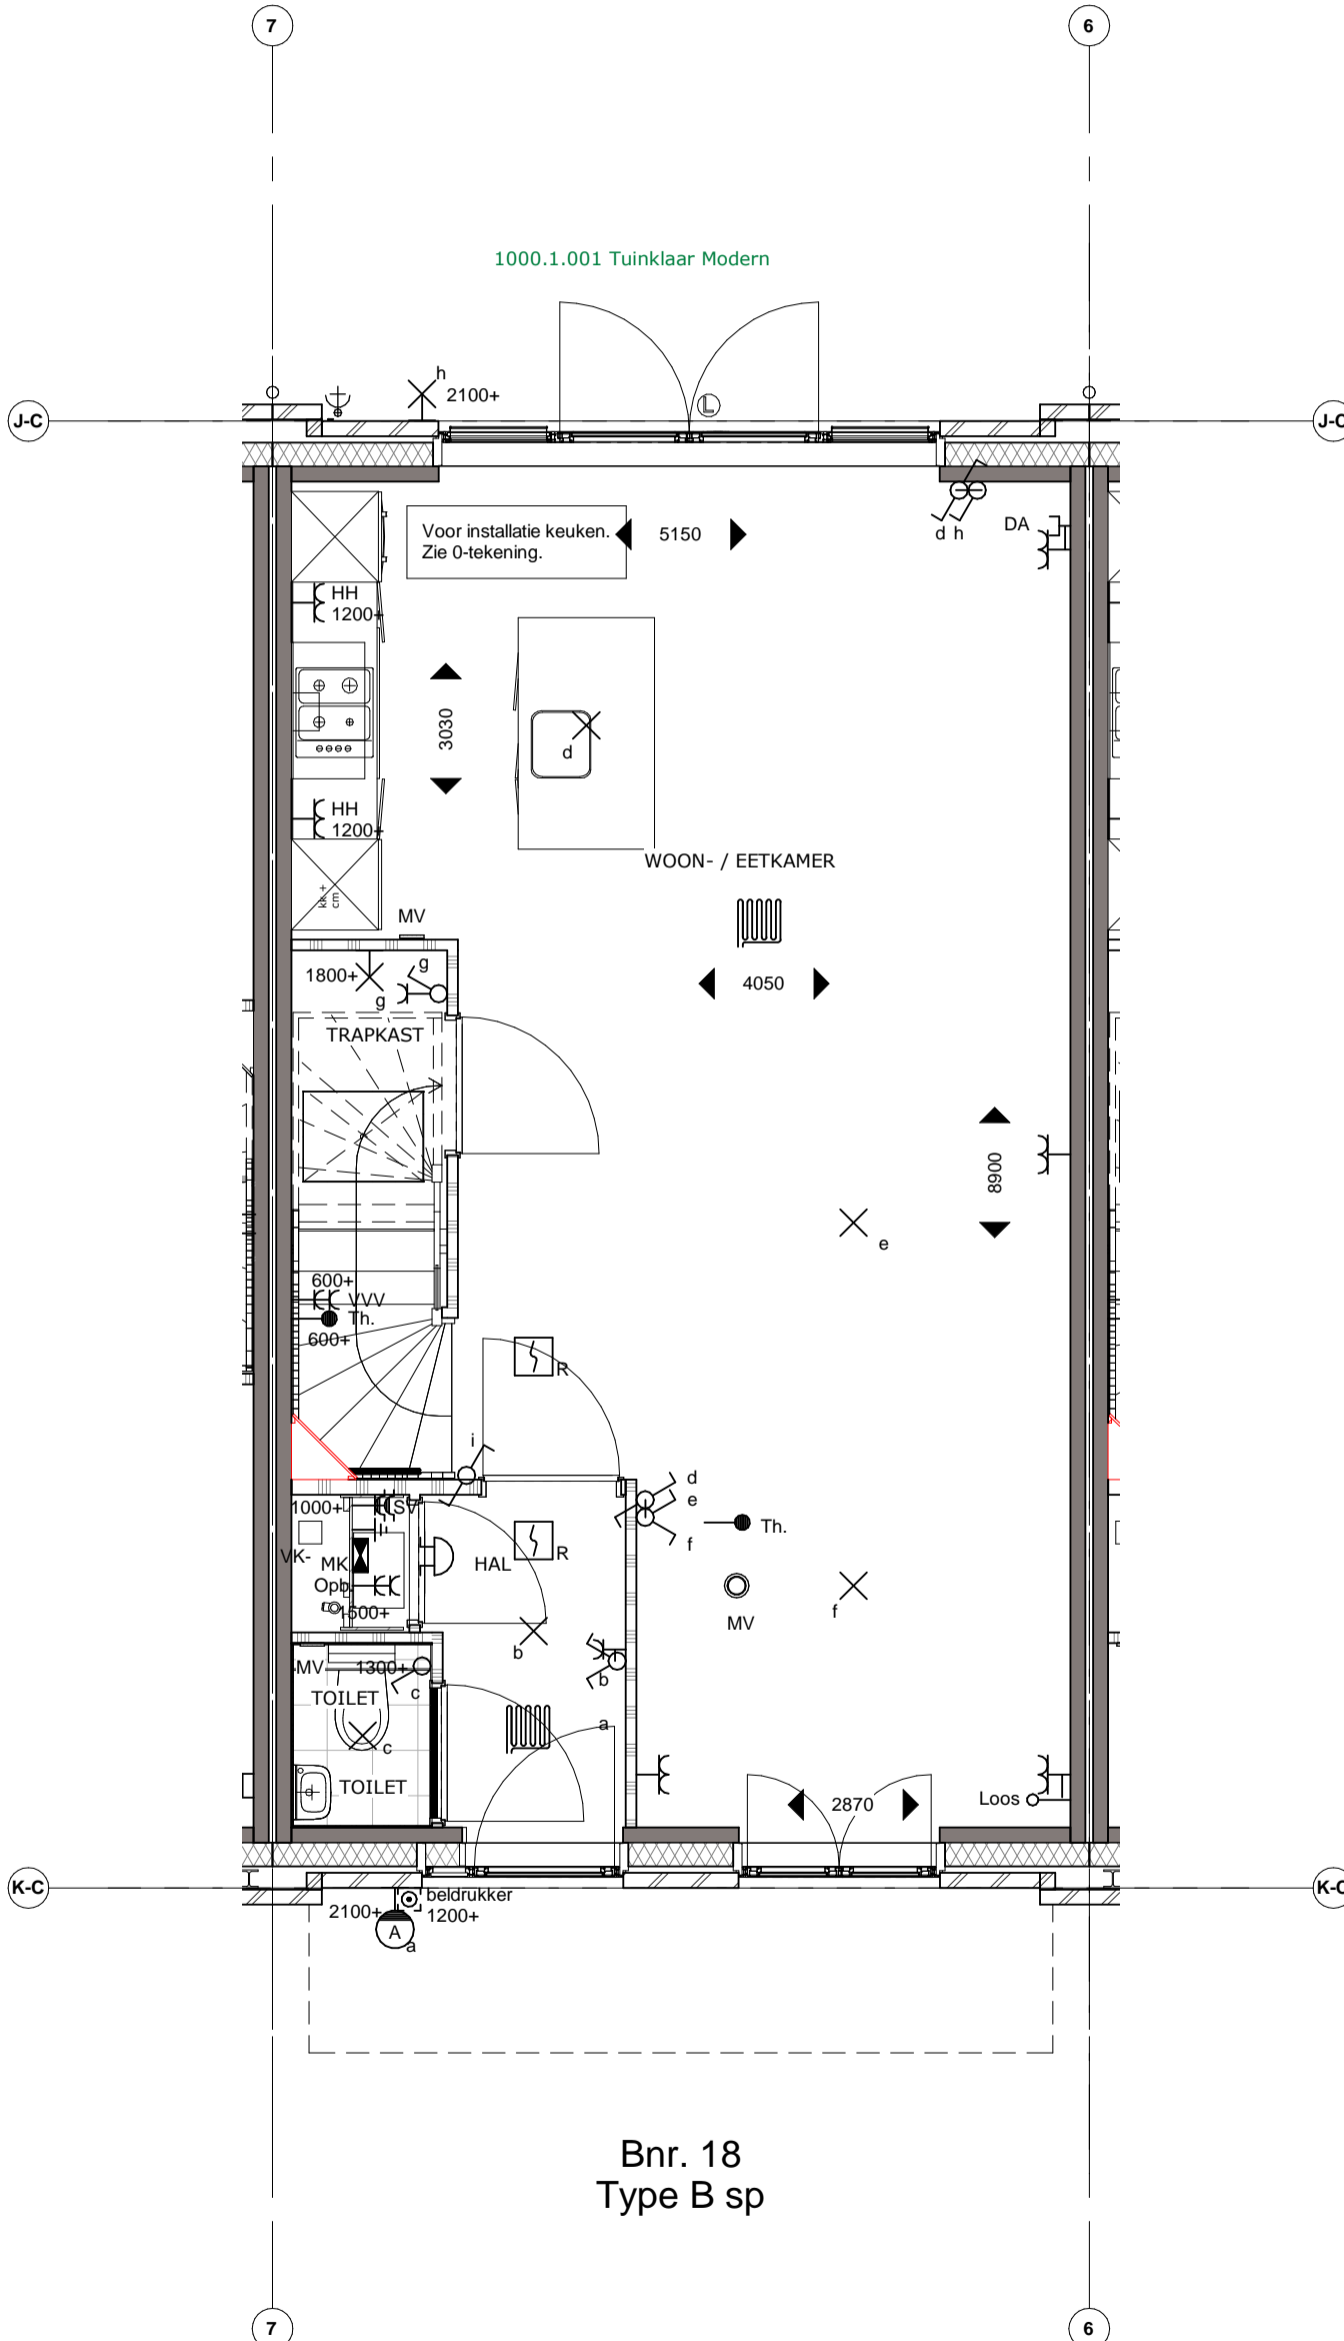 7
6
1000.1.001 Tuinklaar Modern
h
2100+
L
J-C
J-C
Voor installatie keuken.
Zie 0-tekening.
5150
d h
DA
HH
1200+
3030
d
HH
1200+
WOON- / EETKAMER
kk +
cm
MV
1800+
g
g
4050
TRAPKAST
8900
e
600+
VVV
Th.
600+
R
i
d
e
f
1000+
SV
Th.
VK-
MK
HAL
R
Opb.
1500+
f
MV
b
b
MV
1300+
c
TOILET
a
c
TOILET
d
2870
Loos
K-C
K-C
beldrukker
2100+
1200+
A
a
Bnr. 18
Type B sp
7
6